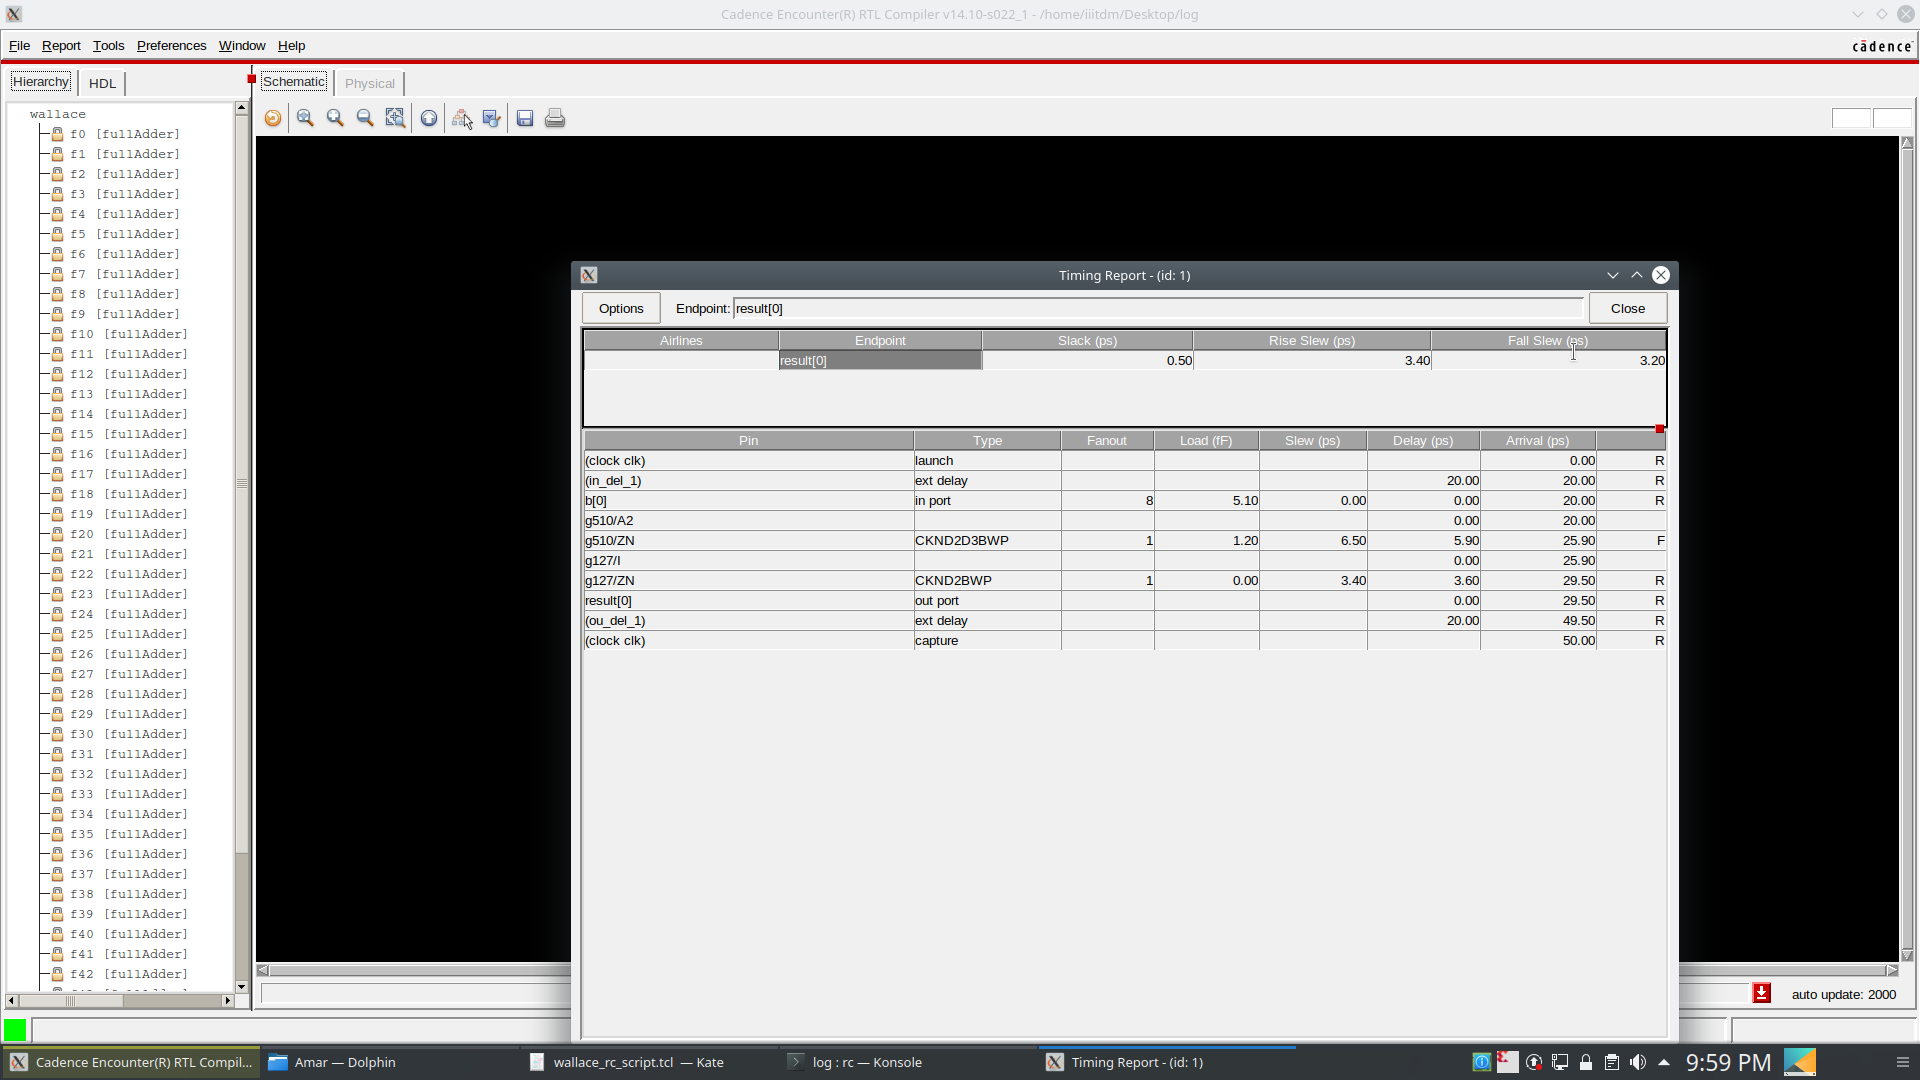 Cadence Encounter(R) RTL Compiler v14.10-s022_1 - /home/iiitdm/Desktop/log
File Report Tools Preferences Window Help
cādence
Hierarchy HDL
Schematic Physical
wallace
f0 [fullAdder]
f1 [fullAdder]
f2 [fullAdder]
f3 [fullAdder]
f4 [fullAdder]
f5 [fullAdder]
f6 [fullAdder]
f7 [fullAdder]
f8 [fullAdder]
f9 [fullAdder]
f10 [fullAdder]
f11 [fullAdder]
f12 [fullAdder]
f13 [fullAdder]
f14 [fullAdder]
f15 [fullAdder]
f16 [fullAdder]
f17 [fullAdder]
f18 [fullAdder]
f19 [fullAdder]
f20 [fullAdder]
f21 [fullAdder]
f22 [fullAdder]
f23 [fullAdder]
f24 [fullAdder]
f25 [fullAdder]
f26 [fullAdder]
f27 [fullAdder]
f28 [fullAdder]
f29 [fullAdder]
f30 [fullAdder]
f31 [fullAdder]
f32 [fullAdder]
f33 [fullAdder]
f34 [fullAdder]
f35 [fullAdder]
f36 [fullAdder]
f37 [fullAdder]
f38 [fullAdder]
f39 [fullAdder]
f40 [fullAdder]
f41 [fullAdder]
f42 [fullAdder]
Timing Report - (id: 1)
Options Endpoint: result[0] Close
Airlines Endpoint Slack (ps) Rise Slew (ps) Fall Slew (ps)
result[0] 0.50 3.40 3.20
Pin Type Fanout Load (fF) Slew (ps) Delay (ps) Arrival (ps)
(clock clk) launch 0.00 R
(in_del_1) ext delay 20.00 20.00 R
b[0] in port 8 5.10 0.00 0.00 20.00 R
g510/A2 0.00 20.00
g510/ZN CKND2D3BWP 1 1.20 6.50 5.90 25.90 F
g127/I 0.00 25.90
g127/ZN CKND2BWP 1 0.00 3.40 3.60 29.50 R
result[0] out port 0.00 29.50 R
(ou_del_1) ext delay 20.00 49.50 R
(clock clk) capture 50.00 R
auto update: 2000
Cadence Encounter(R) RTL Compil... Amar — Dolphin wallace_rc_script.tcl — Kate log : rc — Konsole Timing Report - (id: 1) 9:59 PM